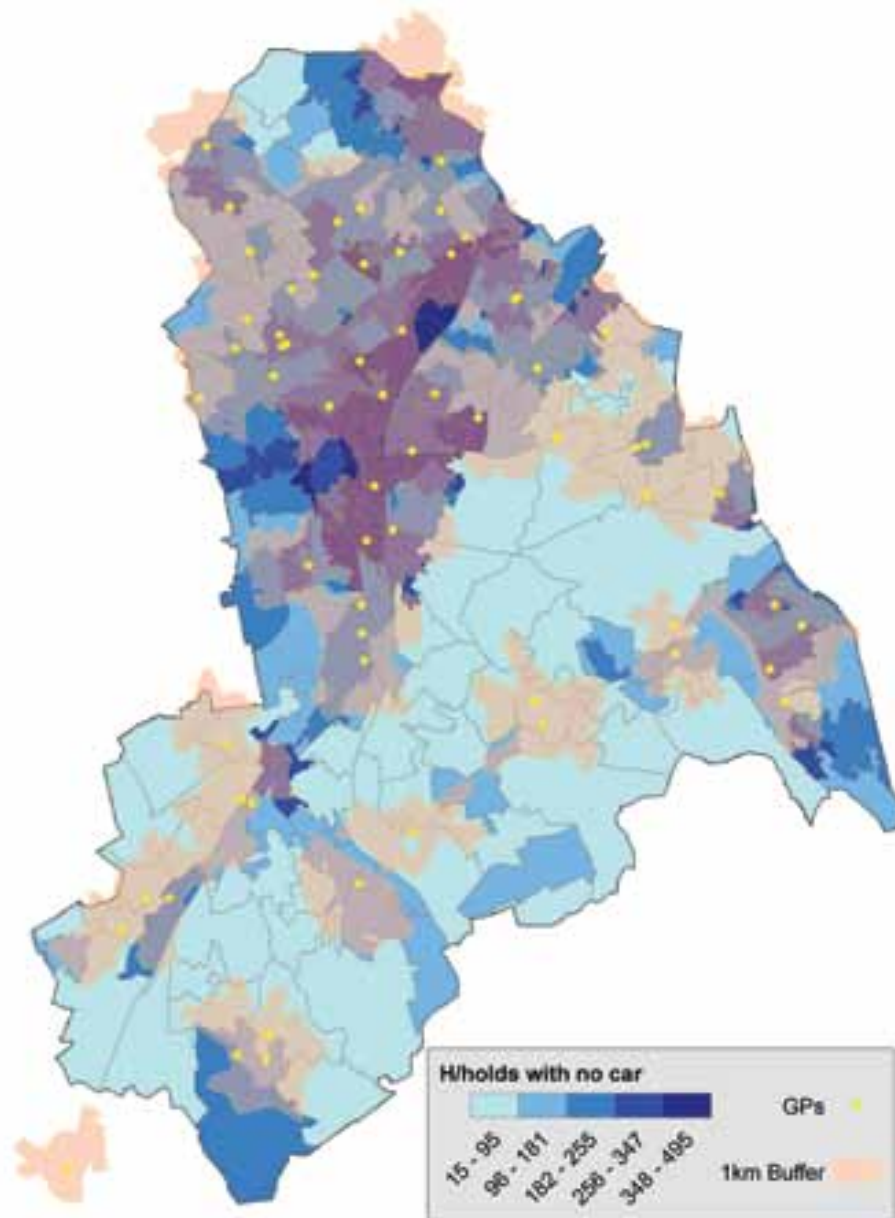 H/holds with no car
15 - 95
96 - 181
182 - 255
256 - 347
348 - 495
GPs
1km Buffer